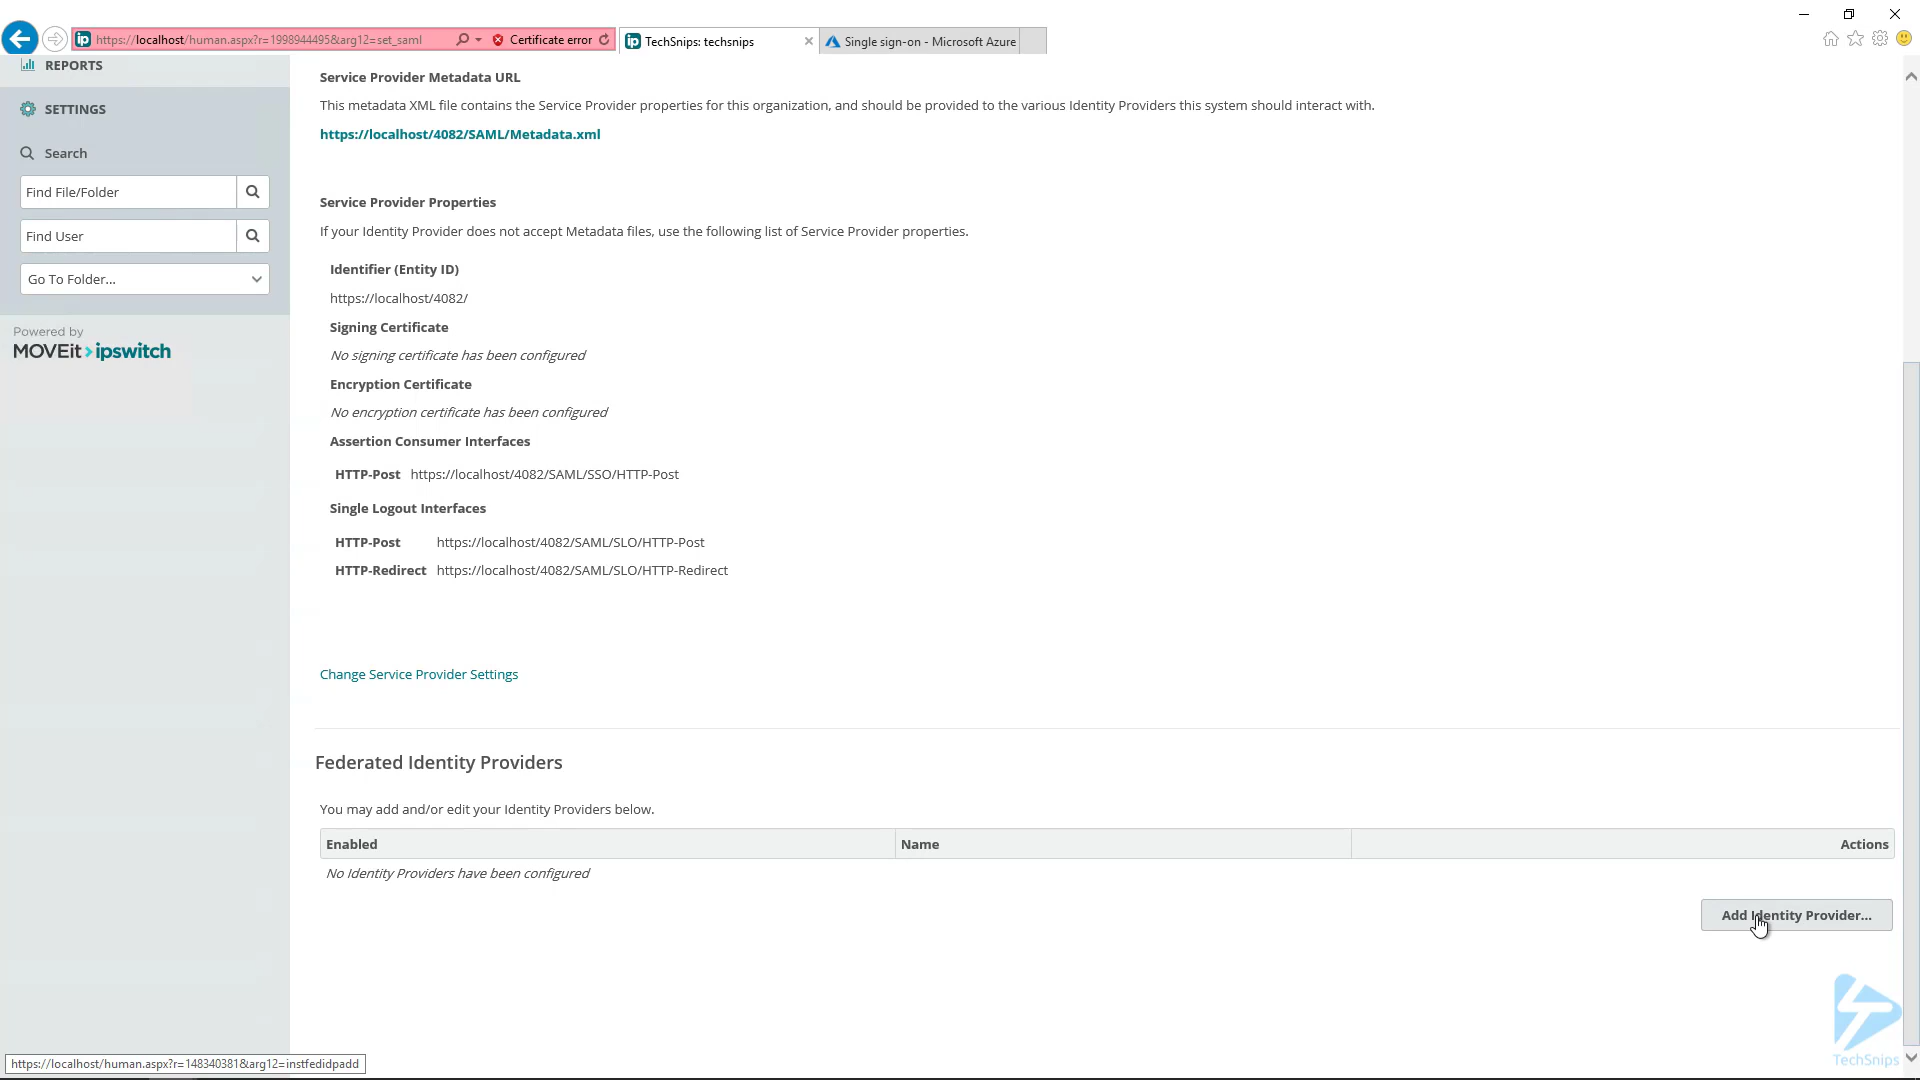 https://localhost/human.aspx?r=1998944495&arg12=set_saml
Certificate error
TechSnips: techsnips
Single sign-on - Microsoft Azure
REPORTS
SETTINGS
Search
Find File/Folder
Find User
Go To Folder...
Powered by
MOVEit ipswitch
Service Provider Metadata URL
This metadata XML file contains the Service Provider properties for this organization, and should be provided to the various Identity Providers this system should interact with.
https://localhost/4082/SAML/Metadata.xml
Service Provider Properties
If your Identity Provider does not accept Metadata files, use the following list of Service Provider properties.
Identifier (Entity ID)
https://localhost/4082/
Signing Certificate
No signing certificate has been configured
Encryption Certificate
No encryption certificate has been configured
Assertion Consumer Interfaces
HTTP-Post https://localhost/4082/SAML/SSO/HTTP-Post
Single Logout Interfaces
HTTP-Post https://localhost/4082/SAML/SLO/HTTP-Post
HTTP-Redirect https://localhost/4082/SAML/SLO/HTTP-Redirect
Change Service Provider Settings
Federated Identity Providers
You may add and/or edit your Identity Providers below.
Enabled Name Actions
No Identity Providers have been configured
Add Identity Provider...
TechSnips
https://localhost/human.aspx?r=148340381&arg12=instfedidpadd